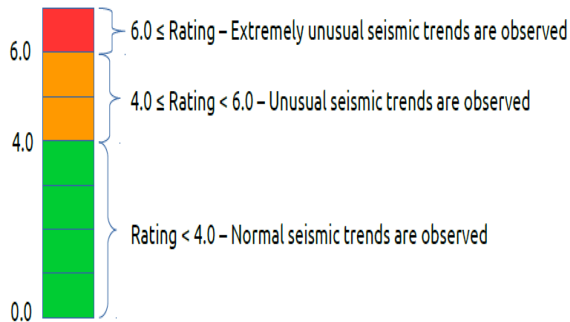 6.0 ≤ Rating – Extremely unusual seismic trends are observed
6.0
4.0 ≤ Rating < 6.0 – Unusual seismic trends are observed
4.0
Rating < 4.0 – Normal seismic trends are observed
0.0